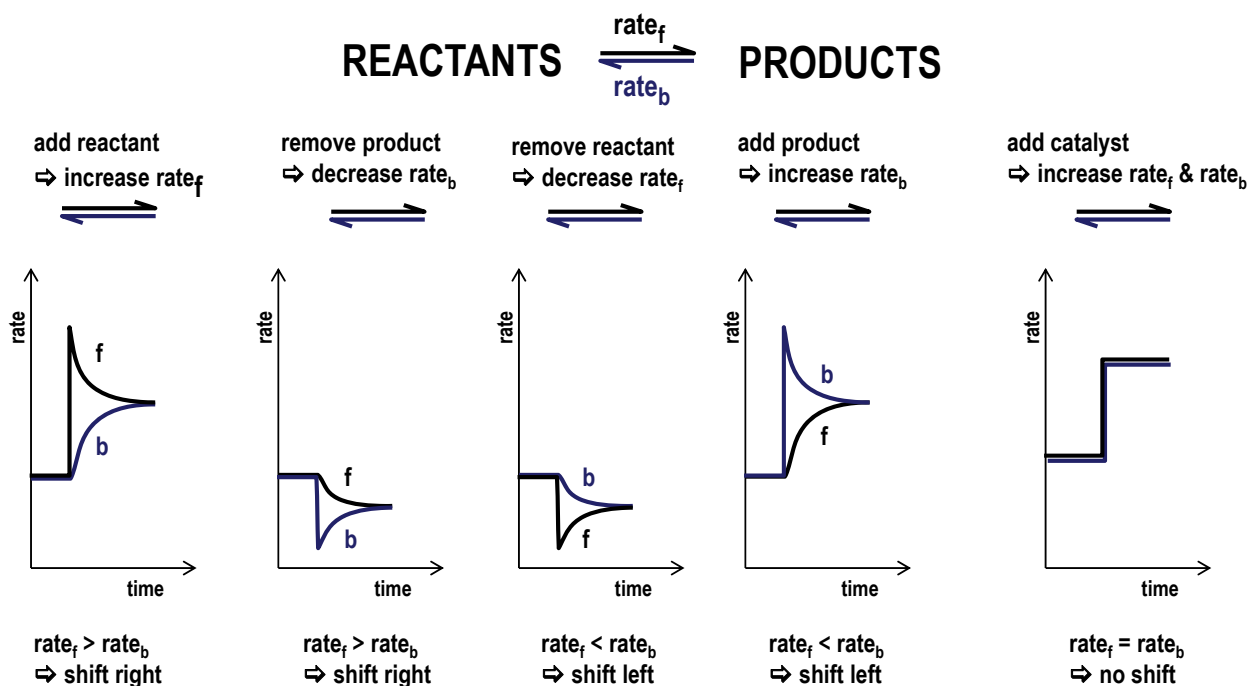 rate_f
REACTANTS PRODUCTS
rate_b
add reactant
⇨ increase rate_f
remove product
⇨ decrease rate_b
remove reactant
⇨ decrease rate_f
add product
⇨ increase rate_b
add catalyst
⇨ increase rate_f & rate_b
rate
f
b
time
rate
f
b
time
rate
b
f
time
rate
b
f
time
rate
time
rate_f > rate_b
⇨ shift right
rate_f > rate_b
⇨ shift right
rate_f < rate_b
⇨ shift left
rate_f < rate_b
⇨ shift left
rate_f = rate_b
⇨ no shift